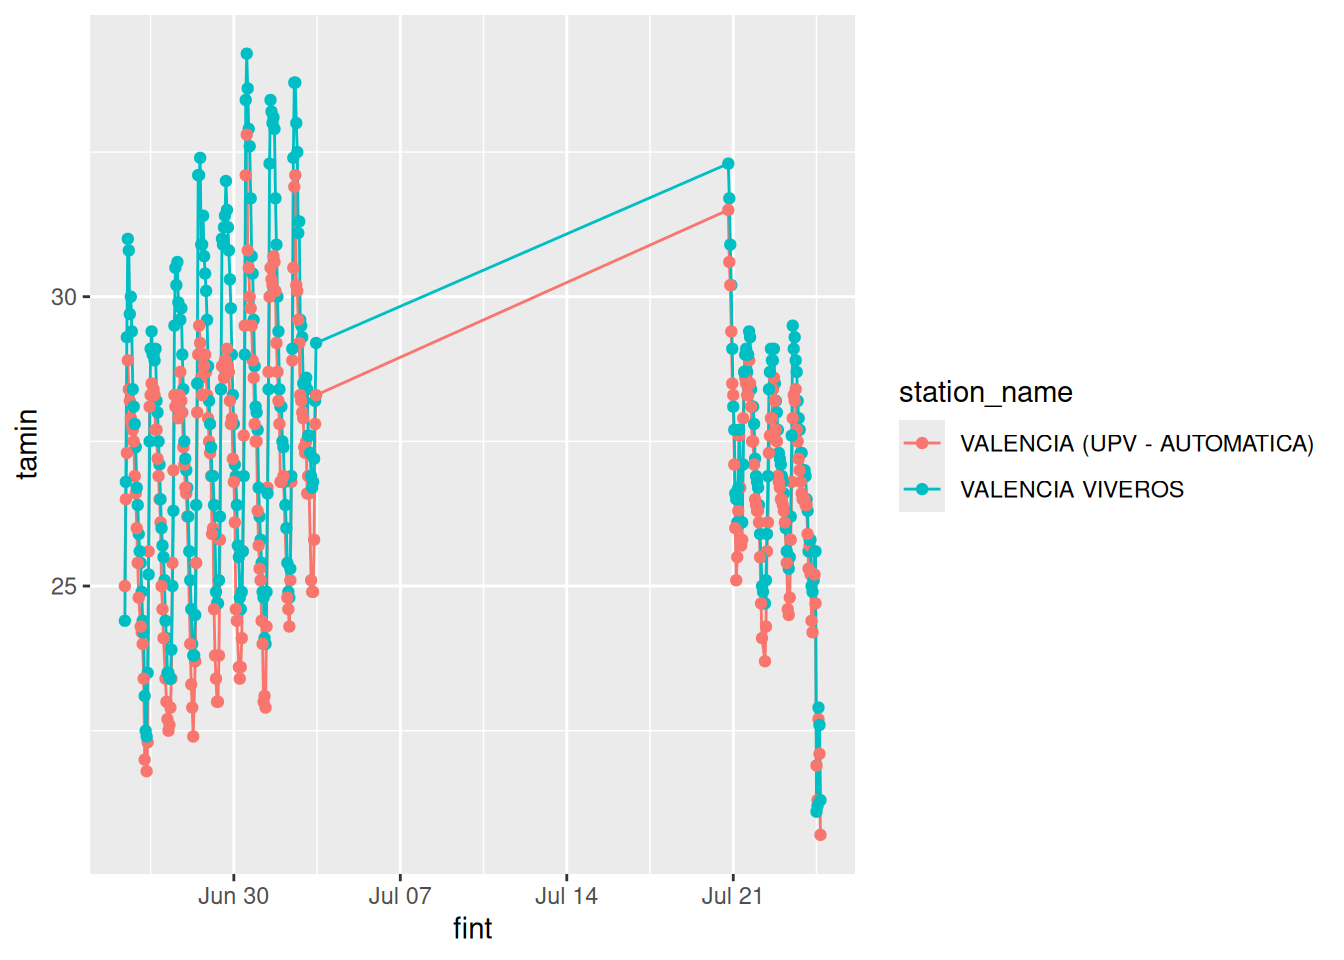 30
25
tamin
Jun 30 Jul 07 Jul 14 Jul 21
fint
station_name
VALENCIA (UPV - AUTOMATICA)
VALENCIA VIVEROS